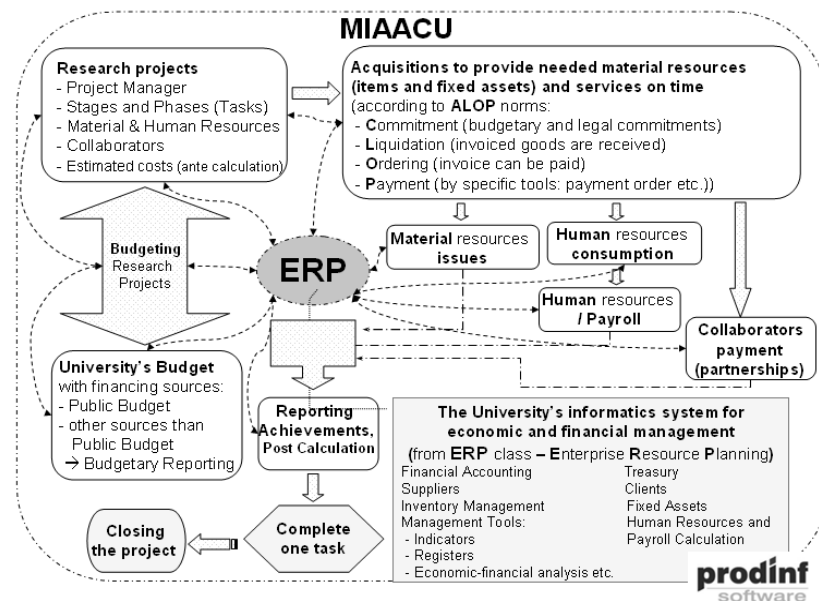 MIAACU
Research projects
- Project Manager
- Stages and Phases (Tasks)
- Material & Human Resources
- Collaborators
- Estimated costs (ante calculation)
Acquisitions to provide needed material resources
(items and fixed assets) and services on time
(according to ALOP norms:
- Commitment (budgetary and legal commitments)
- Liquidation (invoiced goods are received)
- Ordering (invoice can be paid)
- Payment (by specific tools: payment order etc.))
Budgeting
Research
Projects
ERP
Material resources
issues
Human resources
consumption
Human resources
/ Payroll
Collaborators
payment
(partnerships)
University's Budget
with financing sources:
- Public Budget
- other sources than
Public Budget
→ Budgetary Reporting
Reporting
Achievements,
Post Calculation
Complete
one task
Closing
the project
The University's informatics system for
economic and financial management
(from ERP class – Enterprise Resource Planning)
Financial Accounting
Suppliers
Inventory Management
Management Tools:
- Indicators
- Registers
- Economic-financial analysis etc.
Treasury
Clients
Fixed Assets
Human Resources and
Payroll Calculation
prodinf
software